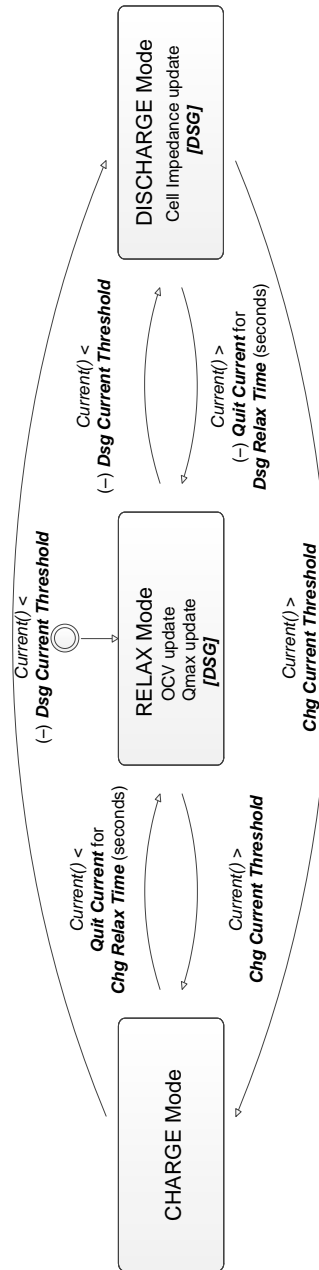 Current() <
(–) Dsg Current Threshold
CHARGE Mode
Current() <
Quit Current for
Chg Relax Time (seconds)
Current() >
Chg Current Threshold
RELAX Mode
OCV update
Qmax update
[DSG]
Current() <
(–) Dsg Current Threshold
Current() >
(–) Quit Current for
Dsg Relax Time (seconds)
DISCHARGE Mode
Cell Impedance update
[DSG]
Current() >
Chg Current Threshold